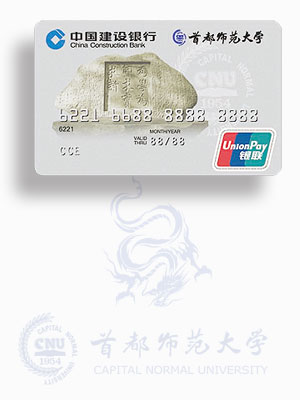 中国建设银行 首都师范大学
China Construction Bank
CNU
6221 6688 8888 8888
6221
MONTH/YEAR
VALID THRU 88/88
CCB
UnionPay
银联
CAPITAL NORMAL UNIVERSITY
CNU
1954
首都师范大学
CAPITAL NORMAL UNIVERSITY